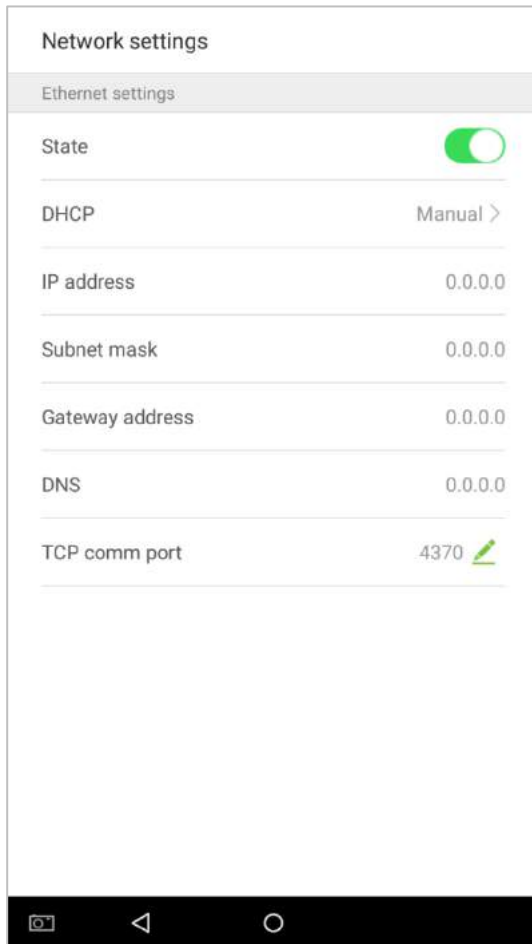 Network settings
Ethernet settings
State
DHCP Manual
IP address 0.0.0.0
Subnet mask 0.0.0.0
Gateway address 0.0.0.0
DNS 0.0.0.0
TCP comm port 4370